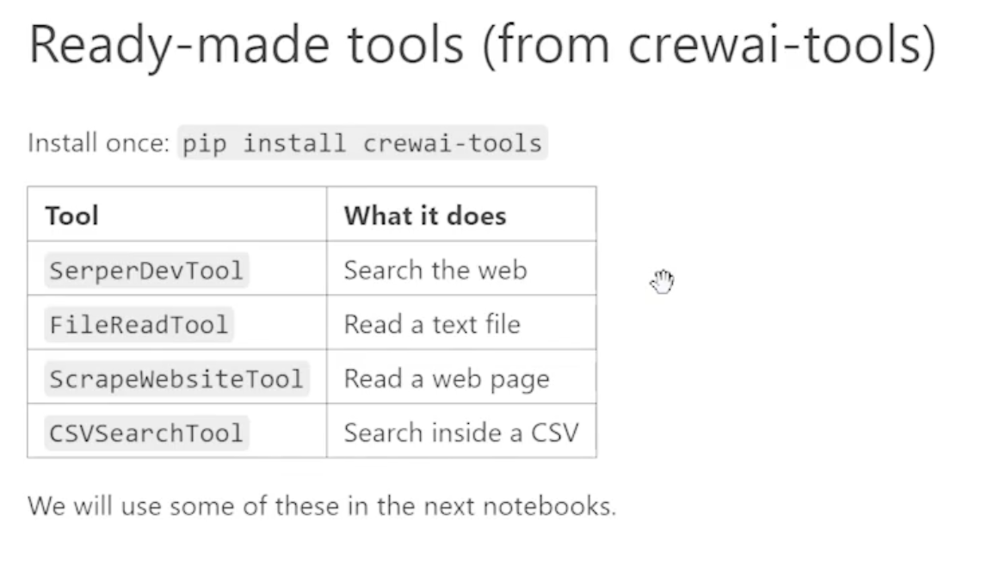 Ready-made tools (from crewai-tools)
Install once: pip install crewai-tools
Tool What it does
SerperDevTool Search the web
FileReadTool Read a text file
ScrapeWebsiteTool Read a web page
CSVSearchTool Search inside a CSV
We will use some of these in the next notebooks.